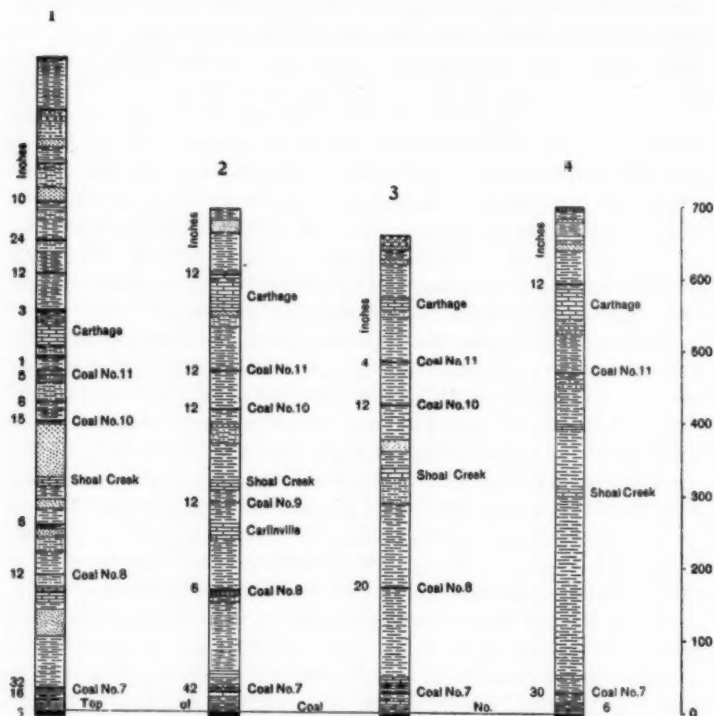 1
Inches
10
24
12
3
Carthage
1
5
Coal No.11
8
15
Coal No.10
Shoal Creek
6
12
Coal No.8
32
16
Coal No.7
2
Inches
12
Carthage
12
Coal No.11
12
Coal No.10
Shoal Creek
12
Coal No.9
Carlinville
6
Coal No.8
42
Coal No.7
3
Carthage
Inches
4
Coal No.11
12
Coal No.10
Shoal Creek
20
Coal No.8
Coal No.7
4
Inches
12
Carthage
Coal No.11
Shoal Creek
30
Coal No.7
700
600
500
400
300
200
100
0
Top of Coal No. 6